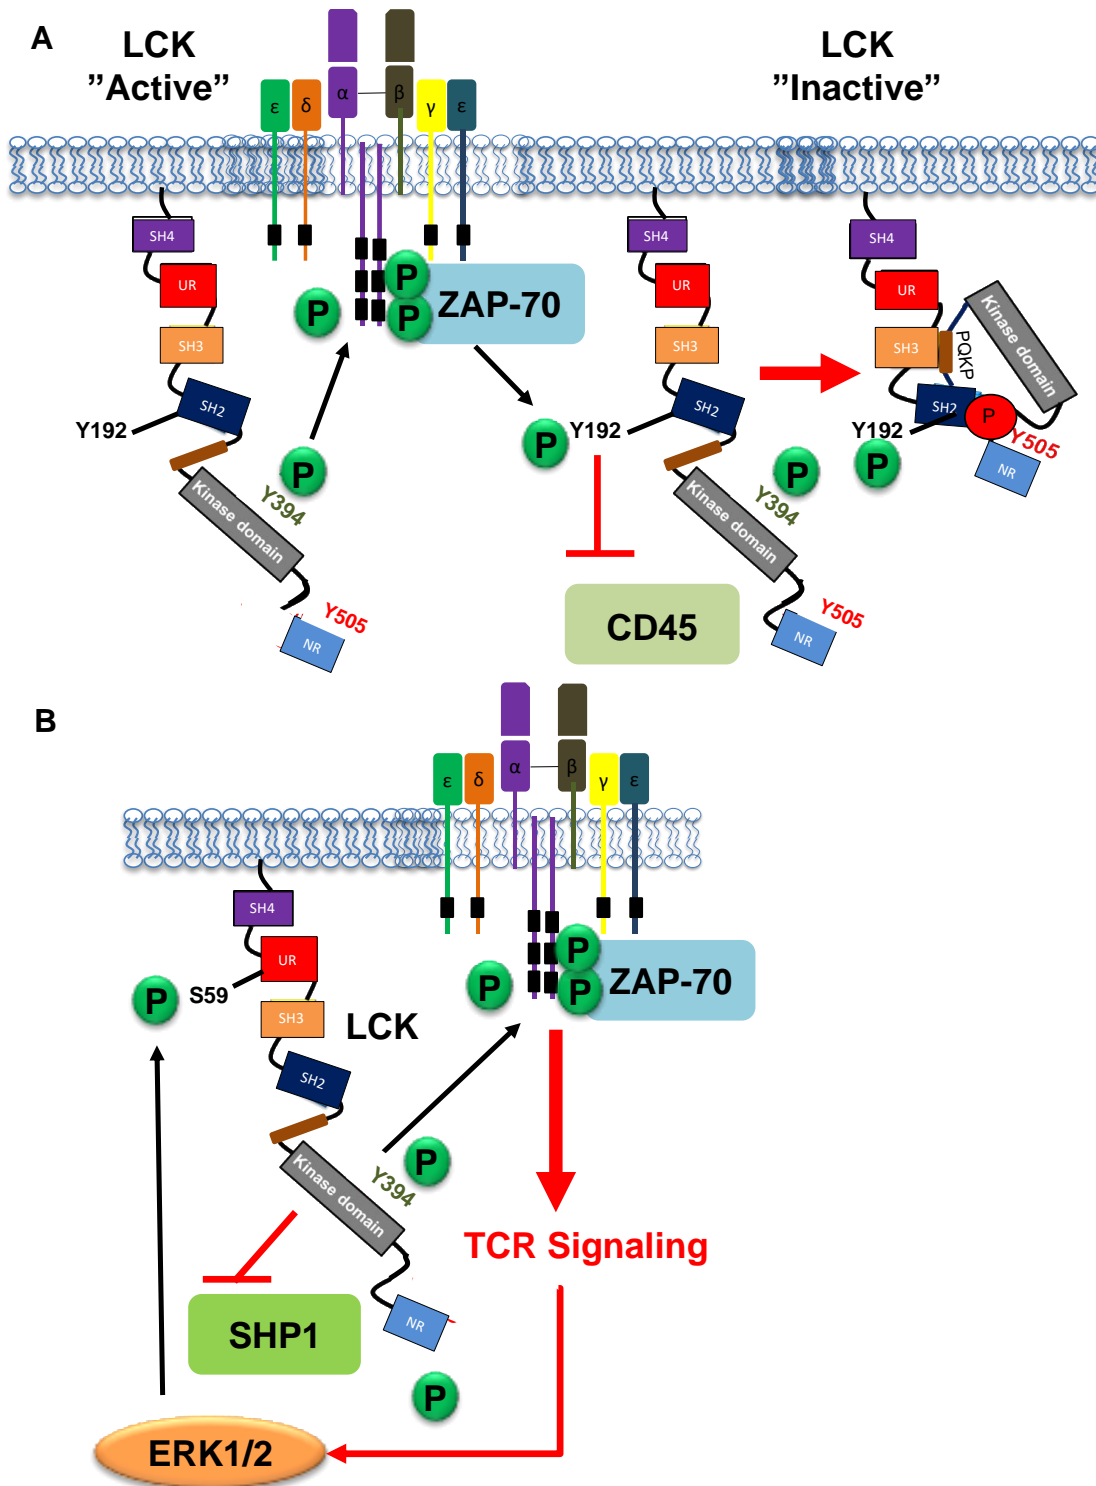 A
LCK
”Active”
LCK
”Inactive”
ε
δ
α
β
γ
ε
SH4
UR
SH3
SH2
Y192
P
P
P
P
ZAP-70
Y394
Kinase domain
Y505
NR
P
Y192
SH4
UR
SH3
SH2
P
Y394
Kinase domain
Y505
NR
CD45
SH4
UR
SH3
PQKP
Kinase domain
SH2
P
Y192
P
Y505
NR
B
ε
δ
α
β
γ
ε
SH4
UR
S59
P
SH3
LCK
SH2
P
P
P
ZAP-70
P
Y394
Kinase domain
TCR Signaling
SHP1
NR
P
ERK1/2